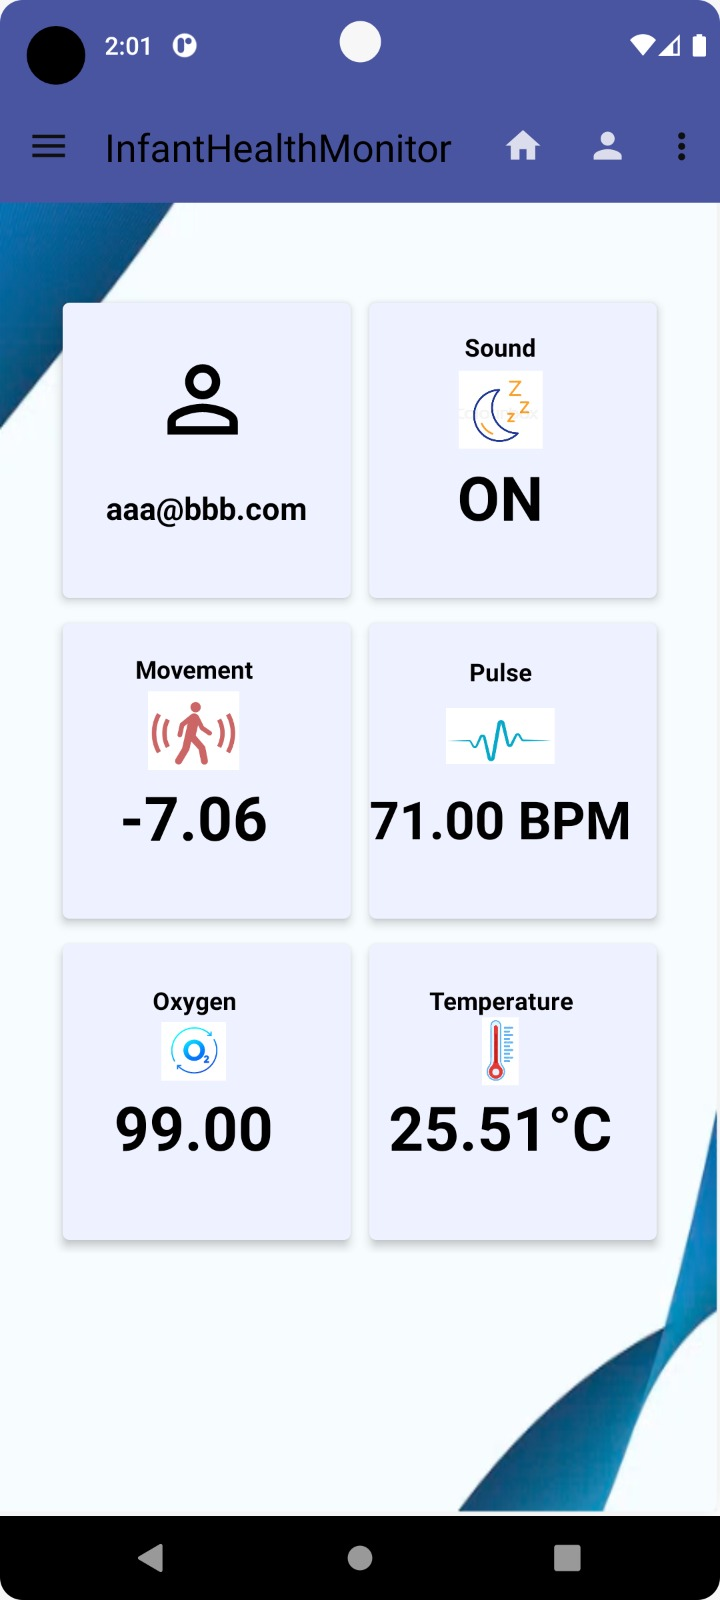 2:01
InfantHealthMonitor
aaa@bbb.com
Sound
Z
Z
Z
ON
Movement
-7.06
Pulse
71.00 BPM
Oxygen
O2
99.00
Temperature
25.51°C